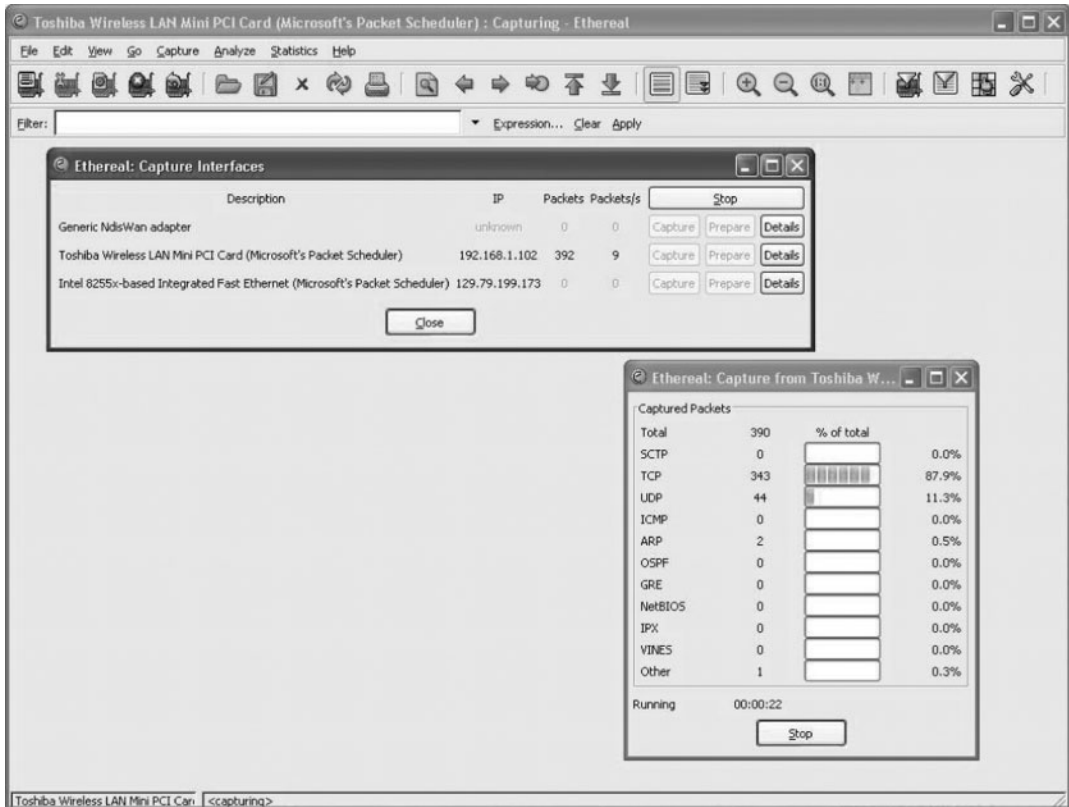 Toshiba Wireless LAN Mini PCI Card (Microsoft's Packet Scheduler) : Capturing - Ethereal
File Edit View Go Capture Analyze Statistics Help
Filter: Expression... Clear Apply
Ethereal: Capture Interfaces
Description IP Packets Packets/s Stop
Generic NdisWan adapter unknown 0 0 Capture Prepare Details
Toshiba Wireless LAN Mini PCI Card (Microsoft's Packet Scheduler) 192.168.1.102 392 9 Capture Prepare Details
Intel 8255x-based Integrated Fast Ethernet (Microsoft's Packet Scheduler) 129.79.199.173 0 0 Capture Prepare Details
Close
Ethereal: Capture from Toshiba W...
Captured Packets
Total 390 % of total
SCTP 0 0.0%
TCP 343 87.9%
UDP 44 11.3%
ICMP 0 0.0%
ARP 2 0.5%
OSPF 0 0.0%
GRE 0 0.0%
NetBIOS 0 0.0%
IPX 0 0.0%
VINES 0 0.0%
Other 1 0.3%
Running 00:00:22
Stop
Toshiba Wireless LAN Mini PCI Car <capturing>